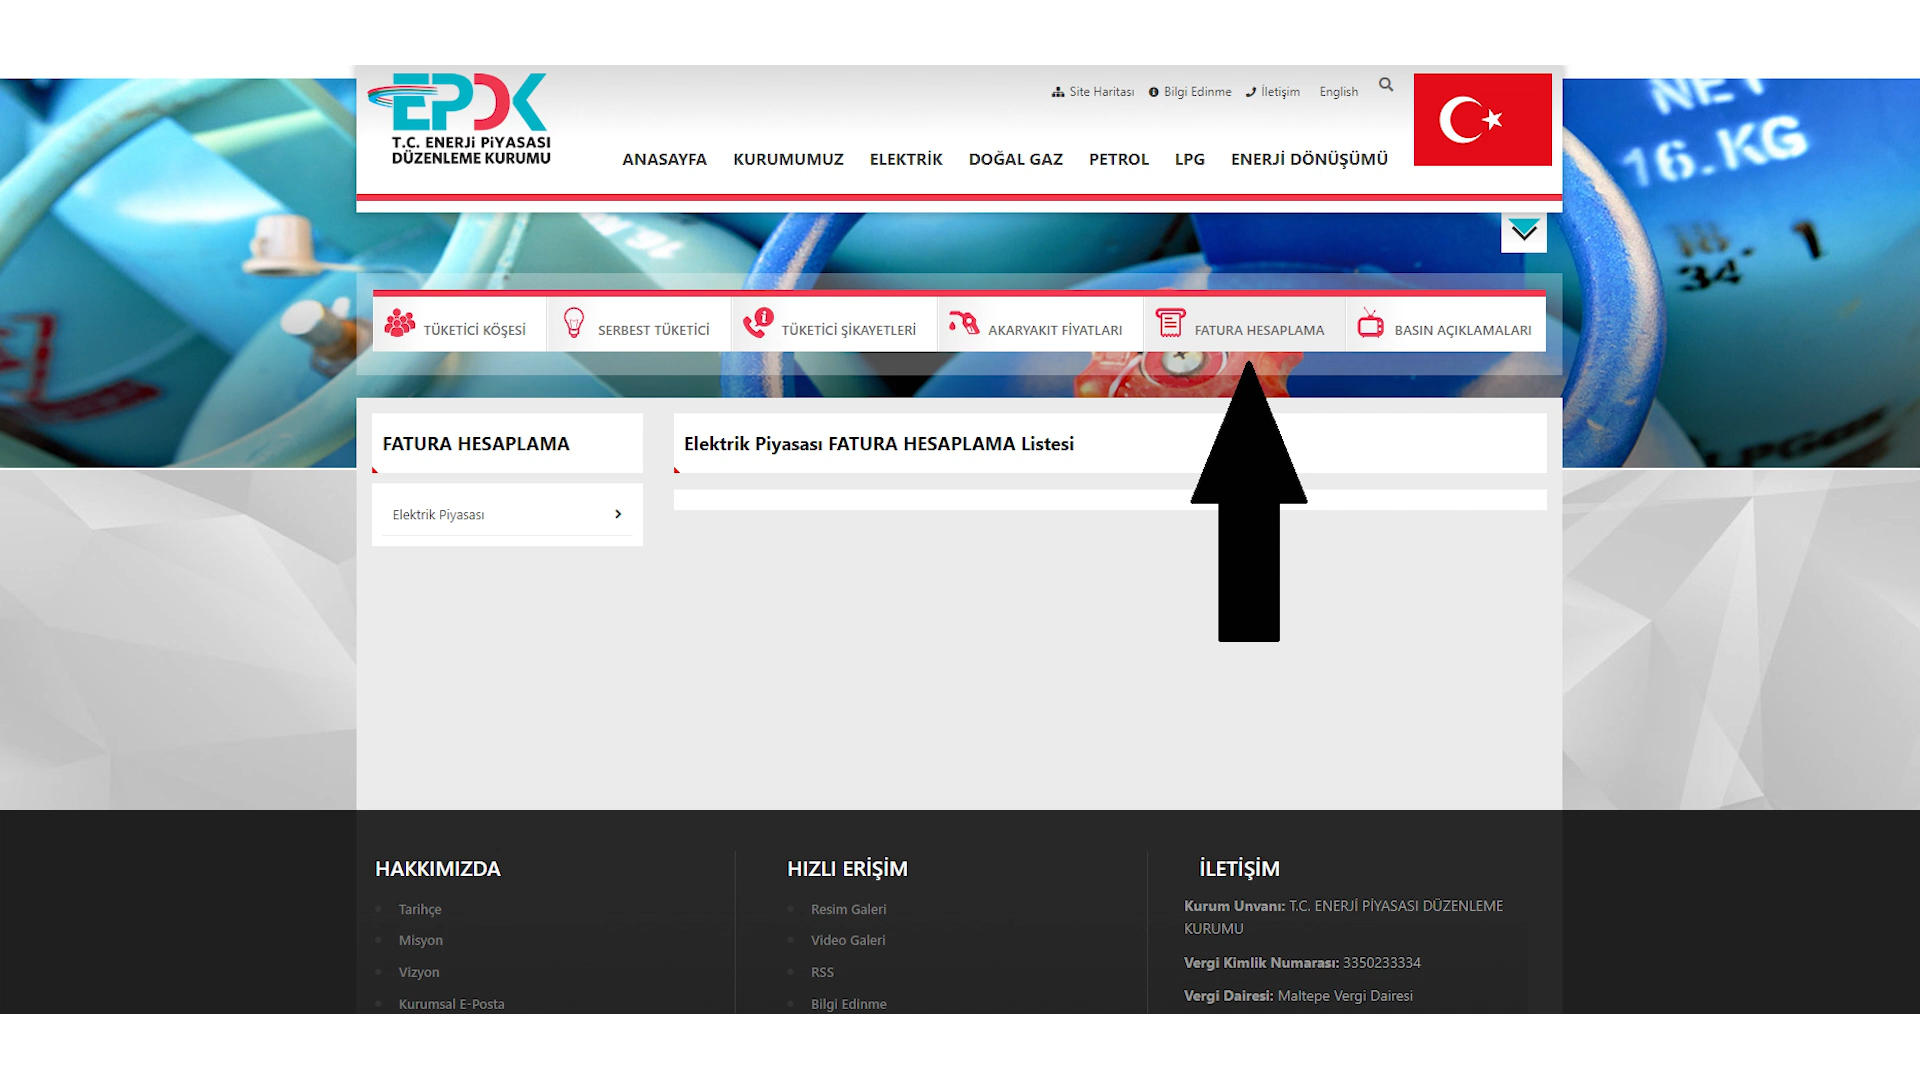 EPDK
T.C. ENERJİ PİYASASI
DÜZENLEME KURUMU
Site Haritası
Bilgi Edinme
İletişim
English
ANASAYFA
KURUMUMUZ
ELEKTRİK
DOĞAL GAZ
PETROL
LPG
ENERJİ DÖNÜŞÜMÜ
16.KG
34
1
TÜKETİCİ KÖŞESİ
SERBEST TÜKETİCİ
TÜKETİCİ ŞİKAYETLERİ
AKARYAKIT FİYATLARI
FATURA HESAPLAMA
BASIN AÇIKLAMALARI
FATURA HESAPLAMA
Elektrik Piyasası
Elektrik Piyasası FATURA HESAPLAMA Listesi
HAKKIMIZDA
Tarihçe
Misyon
Vizyon
Kurumsal E-Posta
HIZLI ERİŞİM
Resim Galeri
Video Galeri
RSS
Bilgi Edinme
İLETİŞİM
Kurum Unvanı: T.C. ENERJİ PİYASASI DÜZENLEME
KURUMU
Vergi Kimlik Numarası: 3350233334
Vergi Dairesi: Maltepe Vergi Dairesi